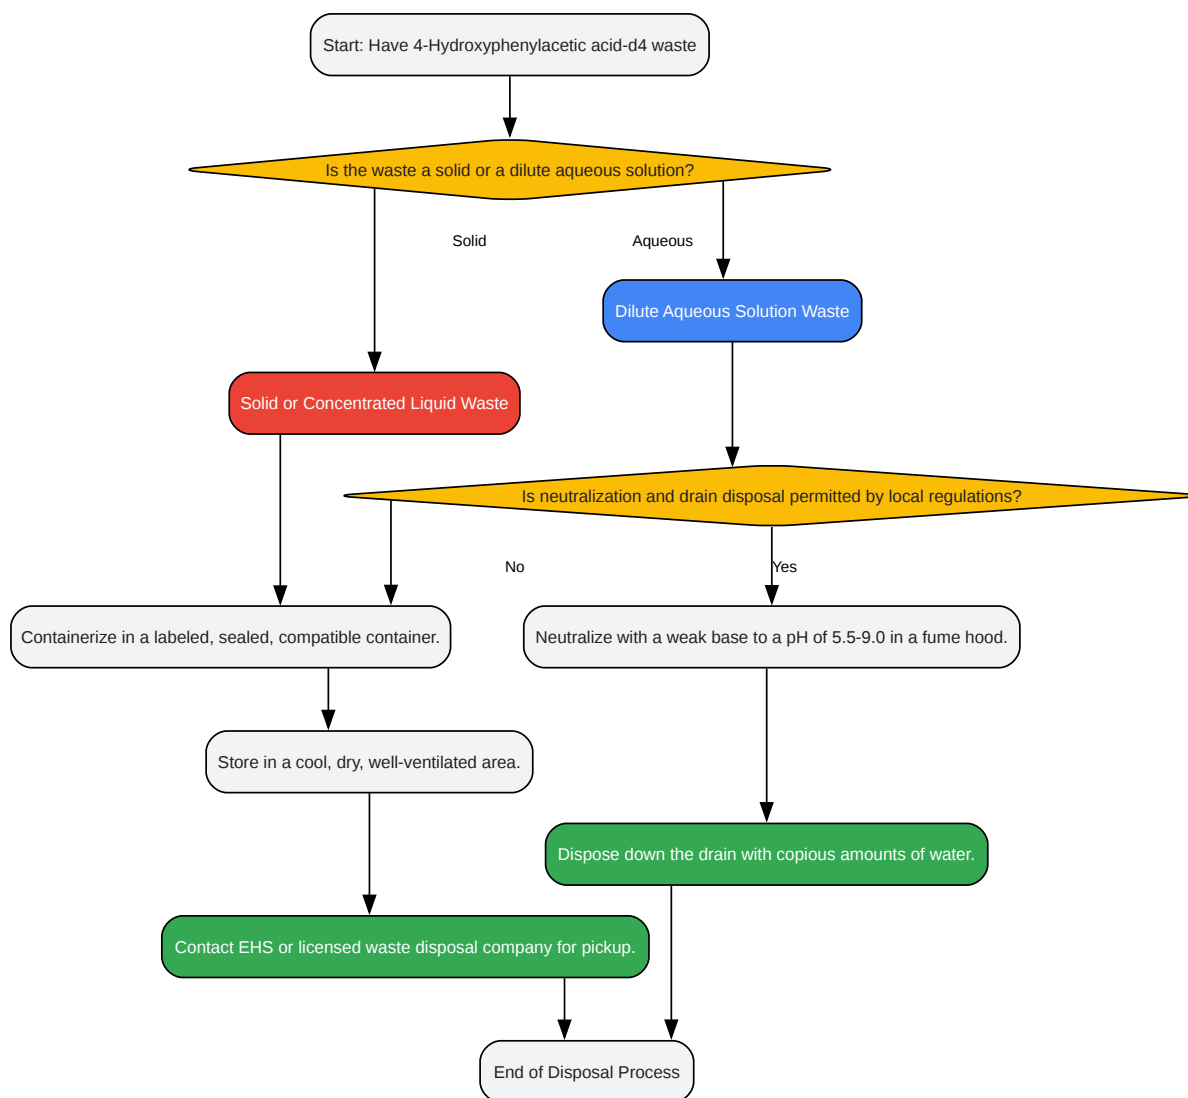 Start: Have 4-Hydroxyphenylacetic acid-d4 waste
Is the waste a solid or a dilute aqueous solution?
Solid
Aqueous
Dilute Aqueous Solution Waste
Solid or Concentrated Liquid Waste
Is neutralization and drain disposal permitted by local regulations?
No
Yes
Containerize in a labeled, sealed, compatible container.
Neutralize with a weak base to a pH of 5.5-9.0 in a fume hood.
Store in a cool, dry, well-ventilated area.
Dispose down the drain with copious amounts of water.
Contact EHS or licensed waste disposal company for pickup.
End of Disposal Process